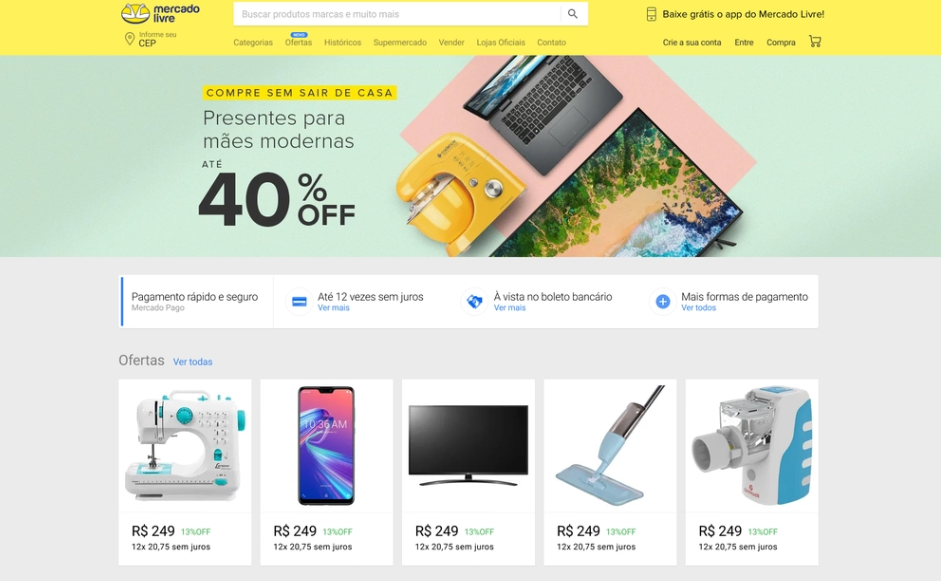 mercado
livre
Buscar produtos marcas e muito mais
Baixe grátis o app do Mercado Livre!
Informe seu
CEP
NOVO
Categorias Ofertas Históricos Supermercado Vender Lojas Oficiais Contato
Crie a sua conta Entre Compra
COMPRE SEM SAIR DE CASA
Presentes para
mães modernas
ATÉ
40% OFF
Pagamento rápido e seguro
Mercado Pago
Até 12 vezes sem juros
Ver mais
À vista no boleto bancário
Ver mais
Mais formas de pagamento
Ver todos
Ofertas Ver todas
10:36 AM
R$ 249 13%OFF
12x 20,75 sem juros
R$ 249 13%OFF
12x 20,75 sem juros
R$ 249 13%OFF
12x 20,75 sem juros
R$ 249 13%OFF
12x 20,75 sem juros
R$ 249 13%OFF
12x 20,75 sem juros